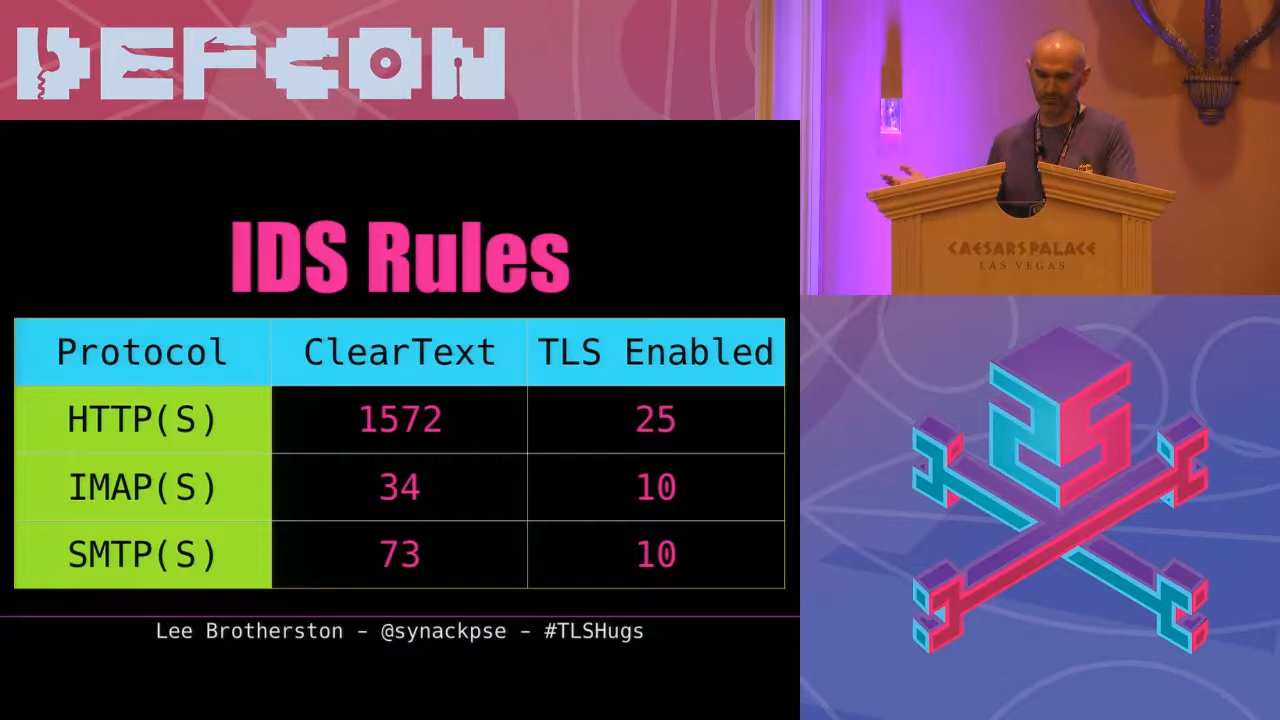 DEFCON
IDS Rules
Protocol ClearText TLS Enabled
HTTP(S) 1572 25
IMAP(S) 34 10
SMTP(S) 73 10
Lee Brotherston - @synackpse - #TLSHugs
CAESARS PALACE
LAS VEGAS
25